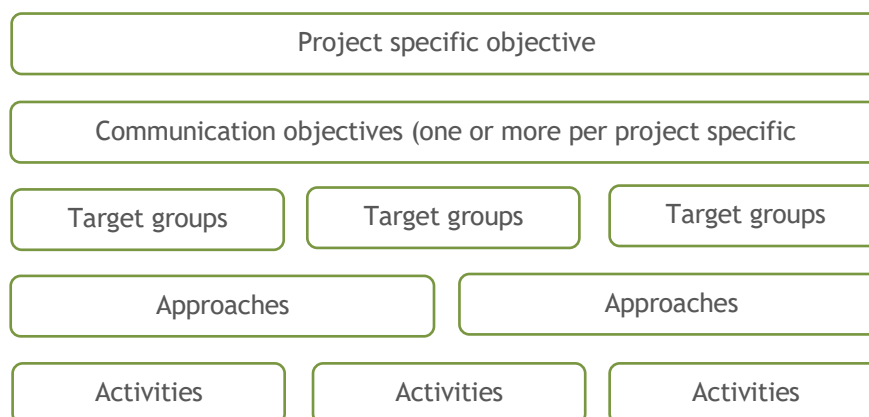 Project specific objective
Communication objectives (one or more per project specific
Target groups Target groups Target groups
Approaches Approaches
Activities Activities Activities